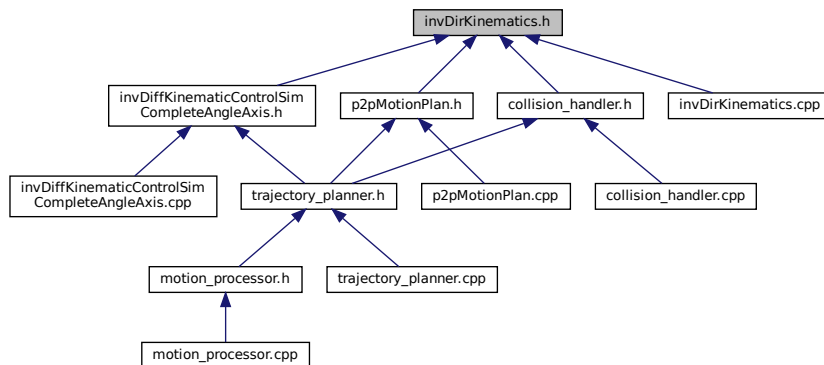 invDirKinematics.h
invDiffKinematicControlSim
CompleteAngleAxis.h
p2pMotionPlan.h
collision_handler.h
invDirKinematics.cpp
invDiffKinematicControlSim
CompleteAngleAxis.cpp
trajectory_planner.h
p2pMotionPlan.cpp
collision_handler.cpp
motion_processor.h
trajectory_planner.cpp
motion_processor.cpp